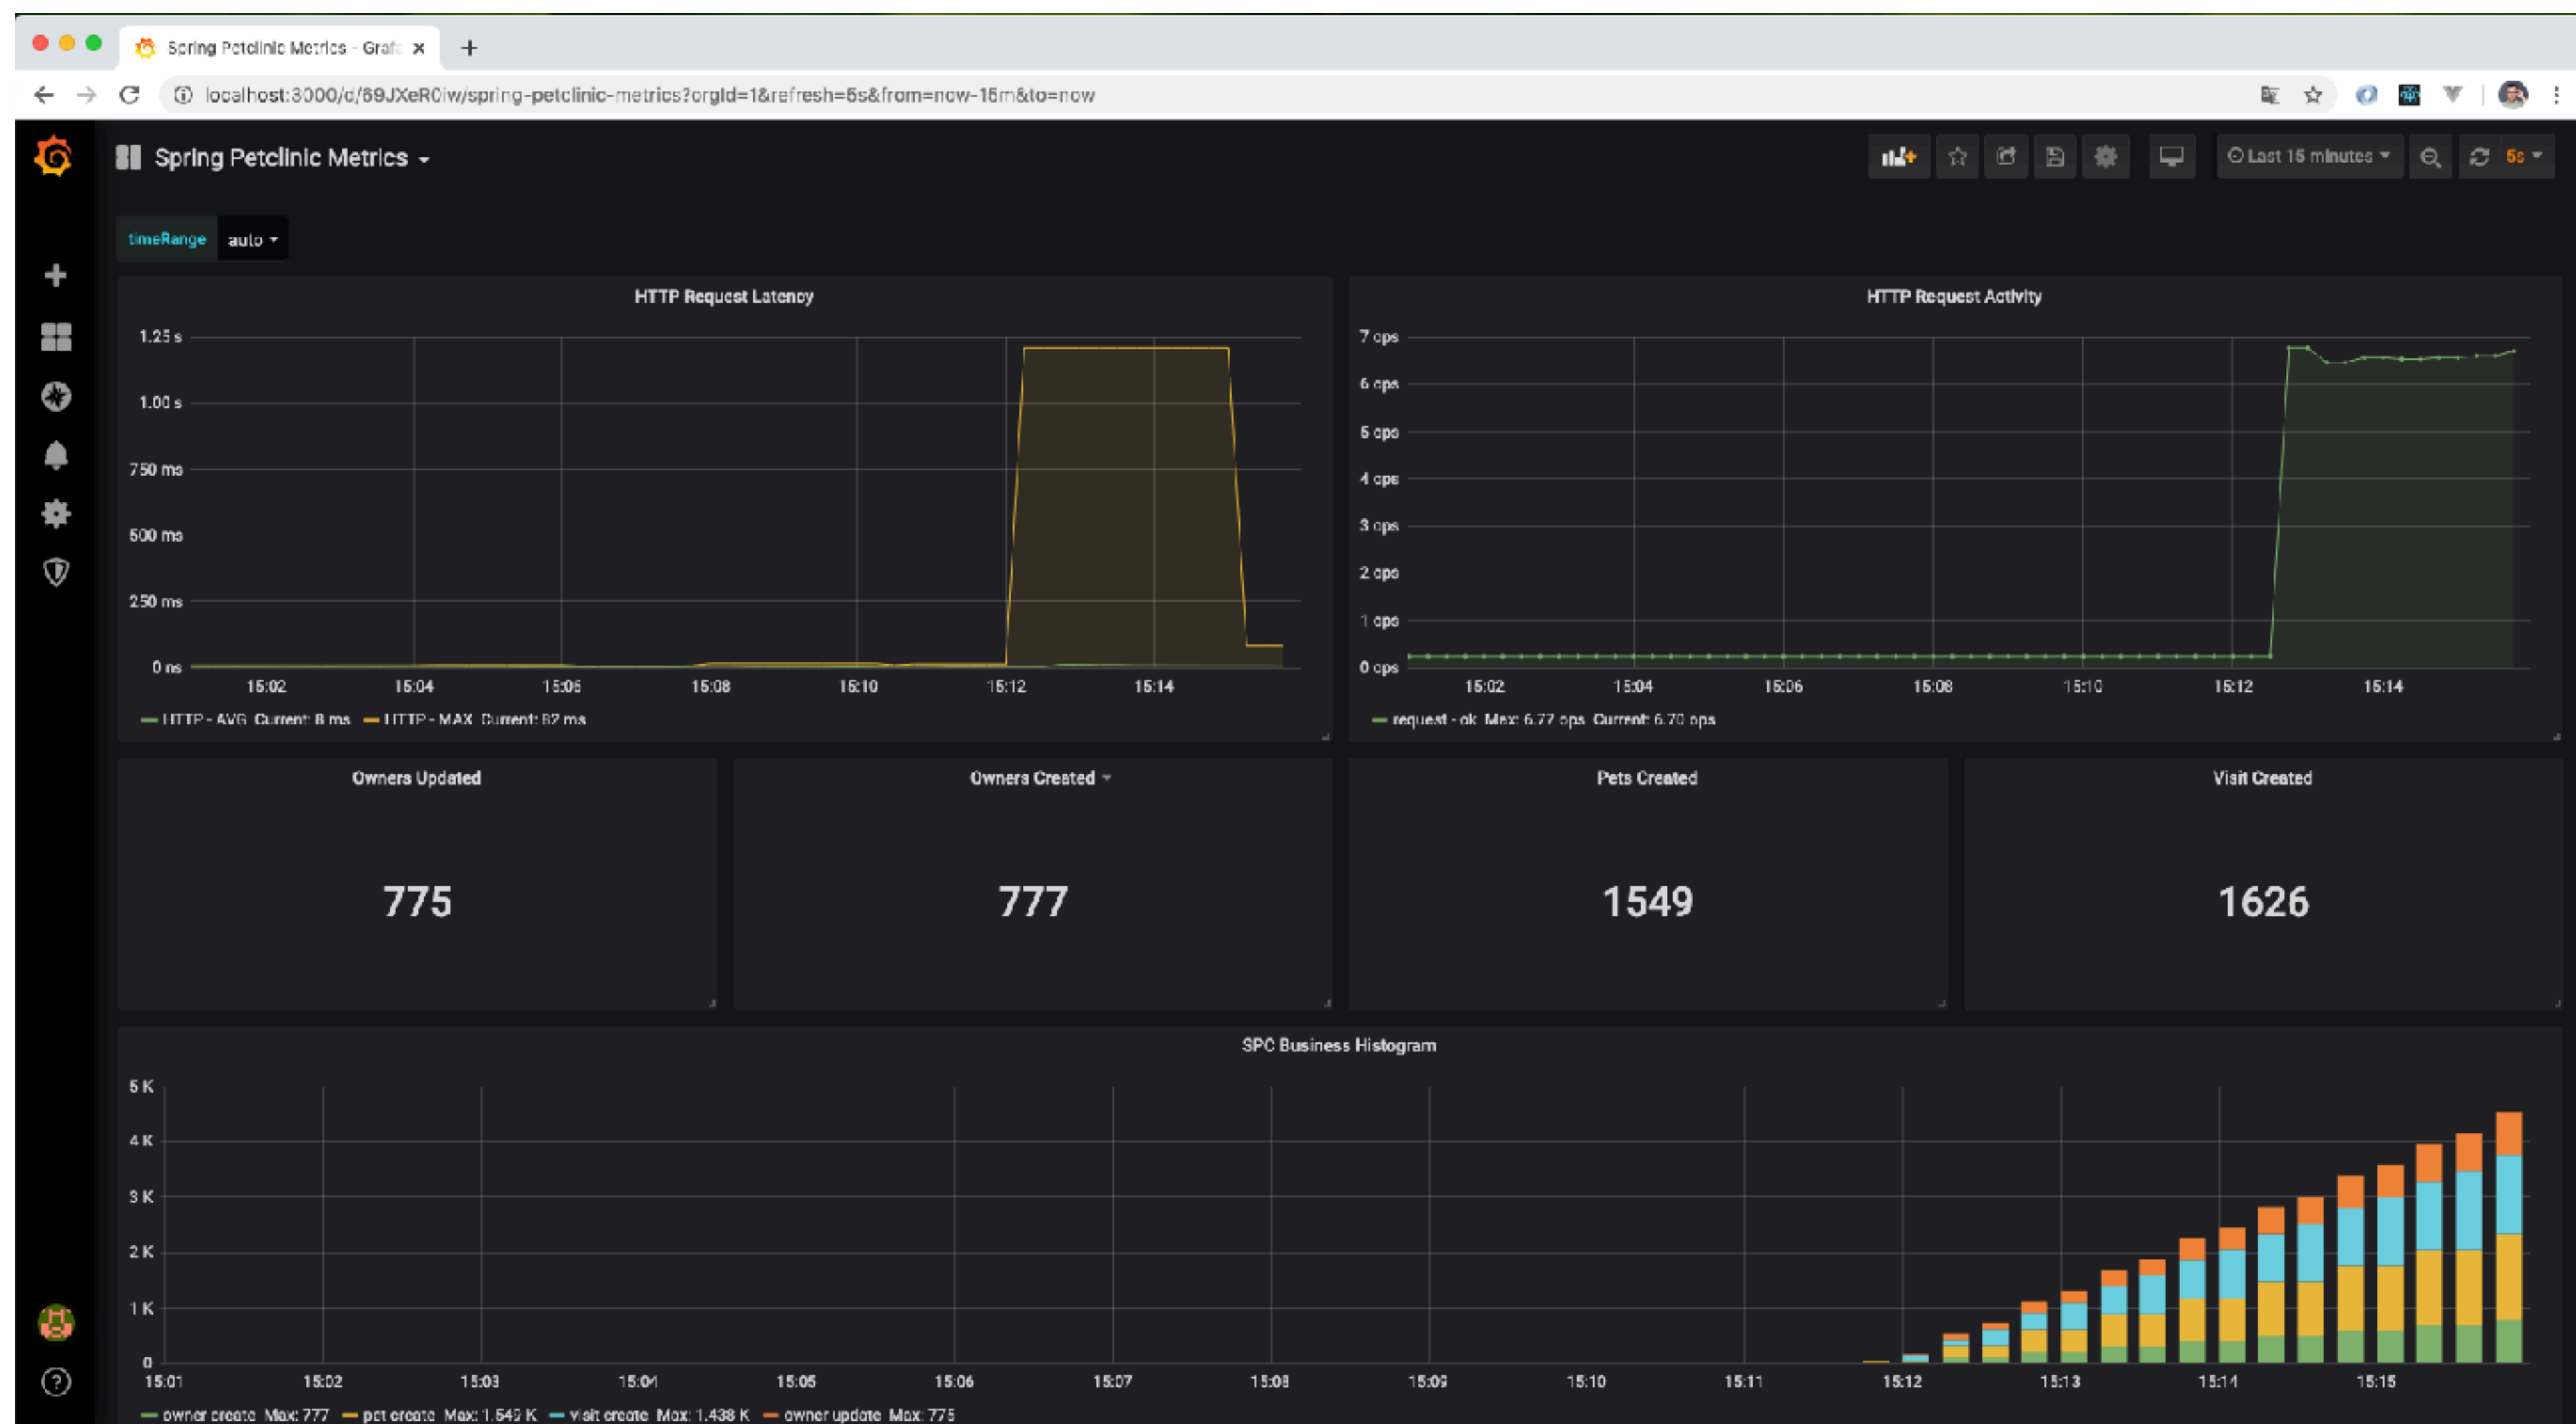 Spring Petclinic Metrics - Grafa
localhost:3000/d/69JXeR0iw/spring-petclinic-metrics?orgId=1&refresh=5s&from=now-15m&to=now
Spring Petclinic Metrics
Last 15 minutes
5s
timeRange auto
HTTP Request Latency
1.25 s
1.00 s
750 ms
500 ms
250 ms
0 ns
15:02 15:04 15:06 15:08 15:10 15:12 15:14
HTTP - AVG Current: 8 ms HTTP - MAX Current: 82 ms
HTTP Request Activity
7 ops
6 ops
5 ops
4 ops
3 ops
2 ops
1 ops
0 ops
15:02 15:04 15:06 15:08 15:10 15:12 15:14
request - ok Max: 6.77 ops Current: 6.70 ops
Owners Updated
775
Owners Created
777
Pets Created
1549
Visit Created
1626
SPC Business Histogram
5 K
4 K
3 K
2 K
1 K
0
15:01 15:02 15:03 15:04 15:05 15:06 15:07 15:08 15:09 15:10 15:11 15:12 15:13 15:14 15:15
owner create Max: 777 pet create Max: 1.549 K visit create Max: 1.438 K owner update Max: 775